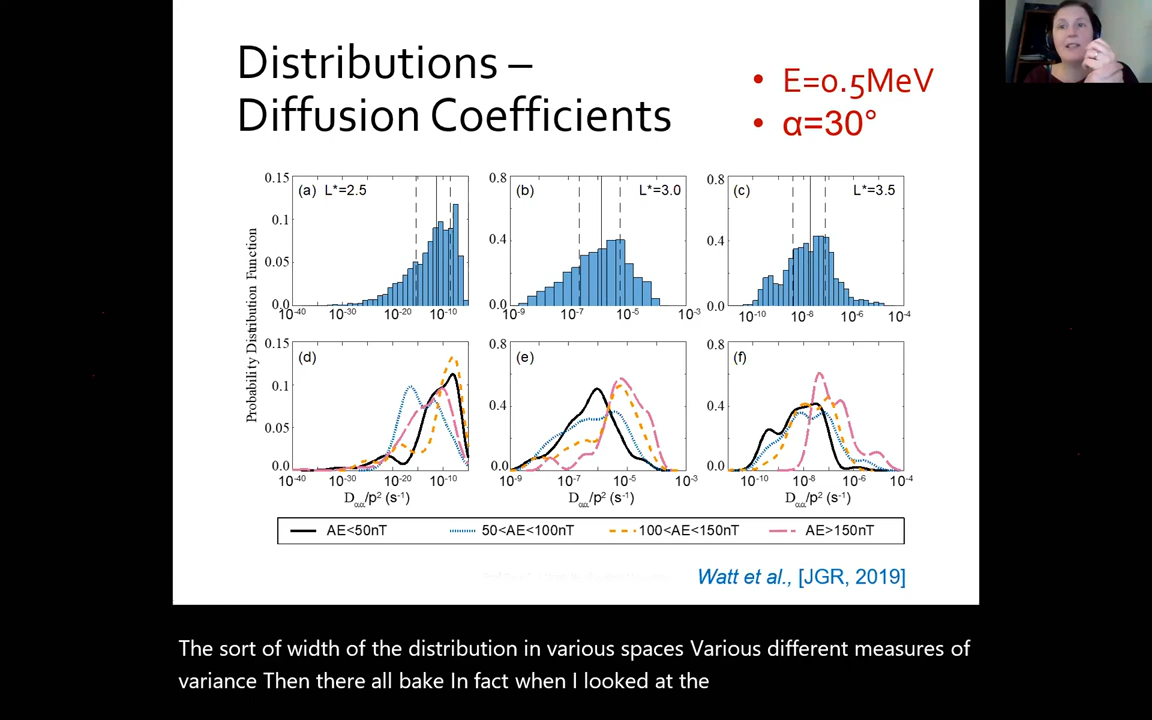 Distributions –
Diffusion Coefficients
• E=0.5MeV
• α=30°
Probability Distribution Function
(a) L*=2.5
0.15
0.1
0.05
0.0
10-40 10-30 10-20 10-10
(b) L*=3.0
0.8
0.4
0.0
10-9 10-7 10-5 10-3
(c) L*=3.5
0.8
0.4
0.0
10-10 10-8 10-6 10-4
(d)
0.15
0.1
0.05
0.0
10-40 10-30 10-20 10-10
Dαα/p2 (s-1)
(e)
0.8
0.4
0.0
10-9 10-7 10-5 10-3
Dαα/p2 (s-1)
(f)
0.8
0.4
0.0
10-10 10-8 10-6 10-4
Dαα/p2 (s-1)
AE<50nT 50<AE<100nT 100<AE<150nT AE>150nT
Watt et al., [JGR, 2019]
The sort of width of the distribution in various spaces Various different measures of
variance Then there all bake In fact when I looked at the